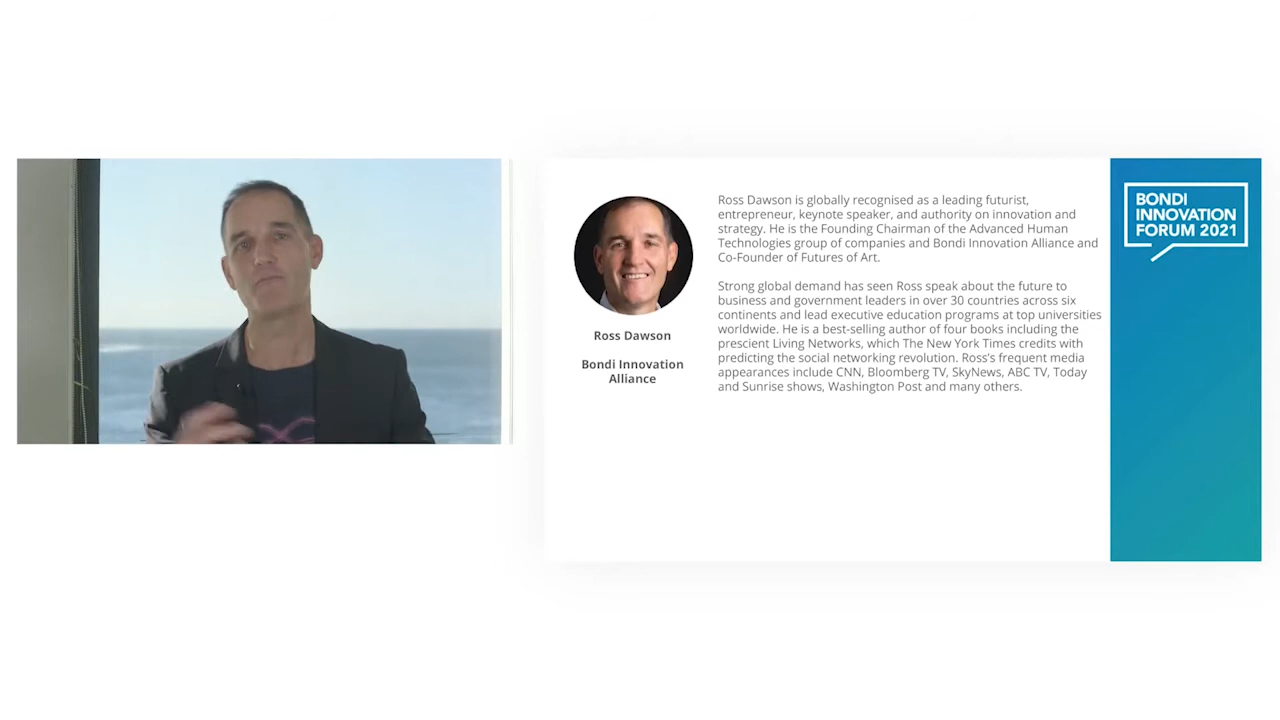 Ross Dawson is globally recognised as a leading futurist,
entrepreneur, keynote speaker, and authority on innovation and
strategy. He is the Founding Chairman of the Advanced Human
Technologies group of companies and Bondi Innovation Alliance and
Co-Founder of Futures of Art.
Strong global demand has seen Ross speak about the future to
business and government leaders in over 30 countries across six
continents and lead executive education programs at top universities
worldwide. He is a best-selling author of four books including the
prescient Living Networks, which The New York Times credits with
predicting the social networking revolution. Ross’s frequent media
appearances include CNN, Bloomberg TV, SkyNews, ABC TV, Today
and Sunrise shows, Washington Post and many others.
Ross Dawson
Bondi Innovation
Alliance
BONDI
INNOVATION
FORUM 2021